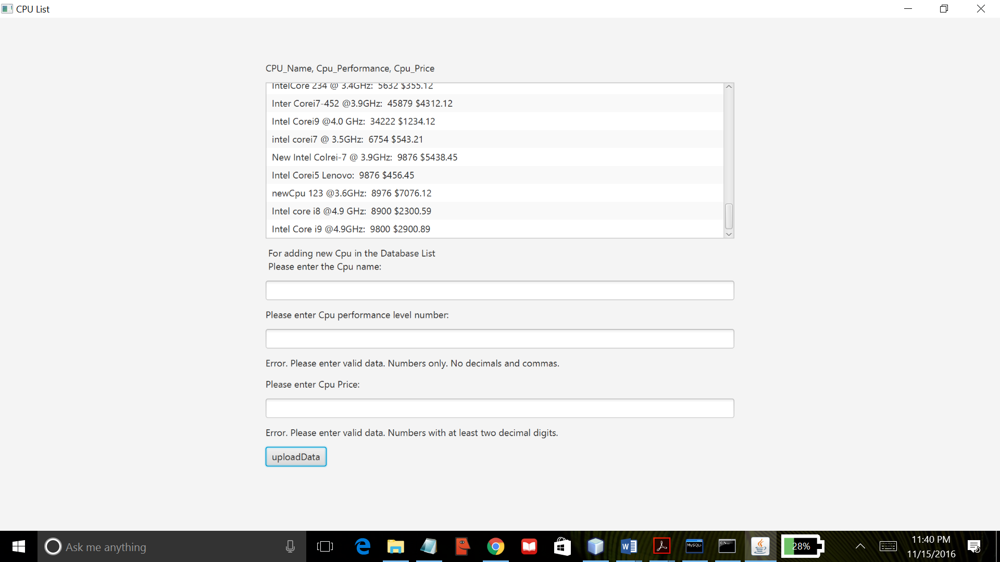 CPU List
CPU_Name, Cpu_Performance, Cpu_Price
IntelCore 234 @ 3.4GHz:  5632 $355.12
Inter Corei7-452 @3.9GHz:  45879 $4312.12
Intel Corei9 @4.0 GHz:  34222 $1234.12
intel corei7 @ 3.5GHz:  6754 $543.21
New Intel Colrei-7 @ 3.9GHz:  9876 $5438.45
Intel Corei5 Lenovo:  9876 $456.45
newCpu 123 @3.6GHz:  8976 $7076.12
Intel core i8 @4.9 GHz:  8900 $2300.59
Intel Core i9 @4.9GHz:  9800 $2900.89
For adding new Cpu in the Database List
Please enter the Cpu name:
Please enter Cpu performance level number:
Error. Please enter valid data. Numbers only. No decimals and commas.
Please enter Cpu Price:
Error. Please enter valid data. Numbers with at least two decimal digits.
uploadData
Ask me anything
W
MySQL
C:\
28%
11:40 PM
11/15/2016